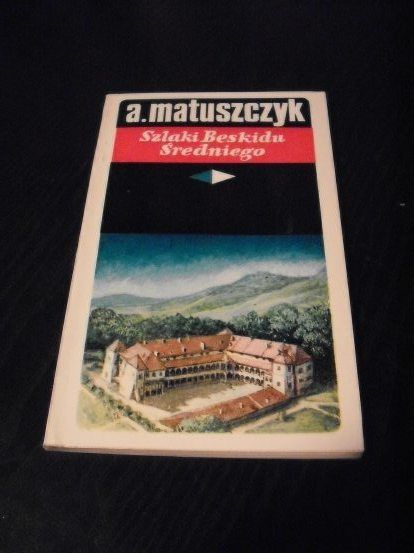 a. matuszczyk
Szlaki Beskidu
Średniego